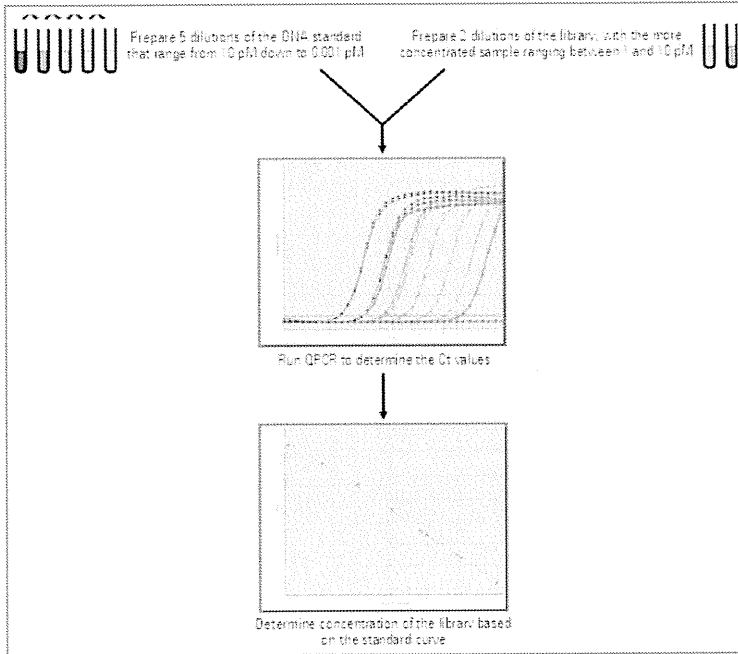 Prepare 5 dilutions of the DNA standard
that range from 10 pM down to 0.001 pM
Prepare 2 dilutions of the library, with the more
concentrated sample ranging between 1 and 10 pM
Run QPCR to determine the Ct values
Determine concentration of the library based
on the standard curve